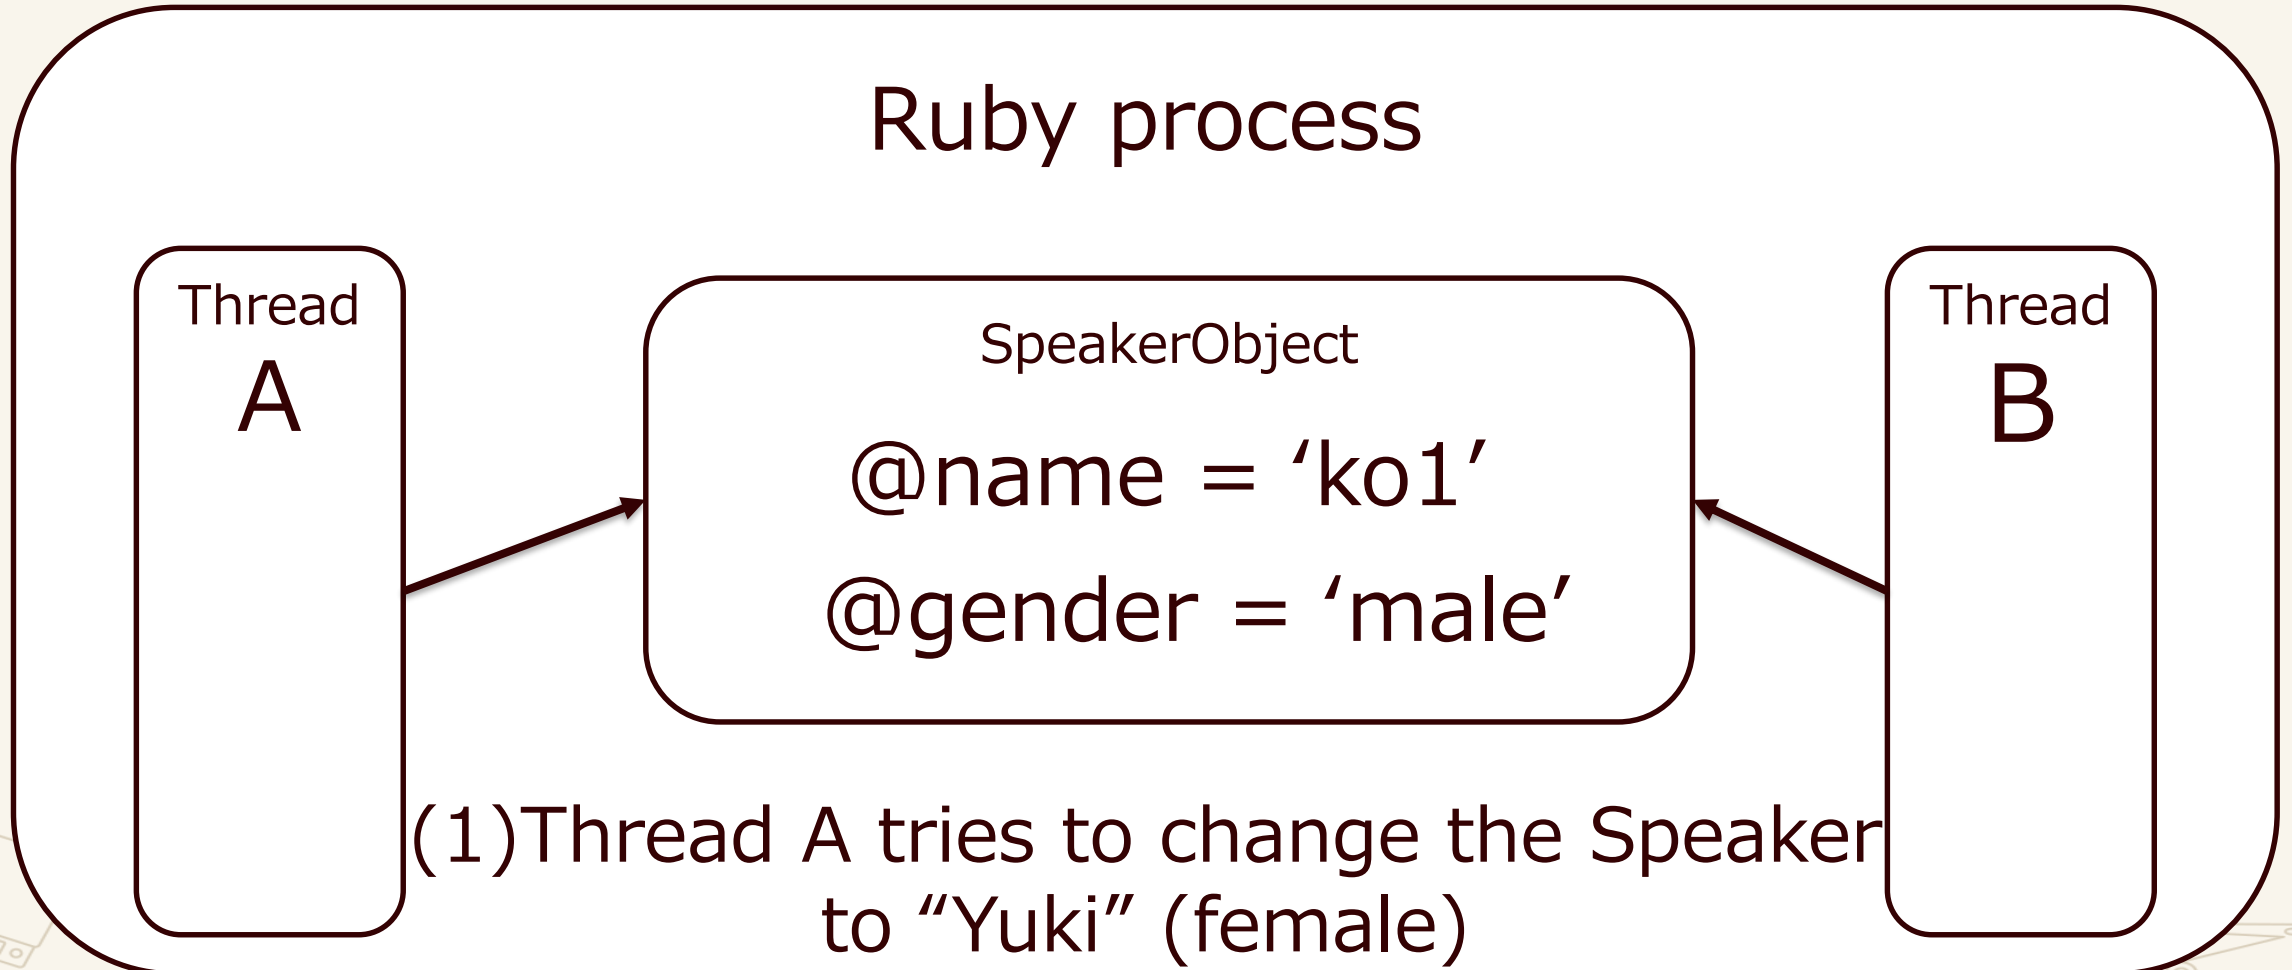 Ruby process
Thread
A
SpeakerObject
@name = ‘ko1’
@gender = ‘male’
Thread
B
(1)Thread A tries to change the Speaker
to “Yuki” (female)